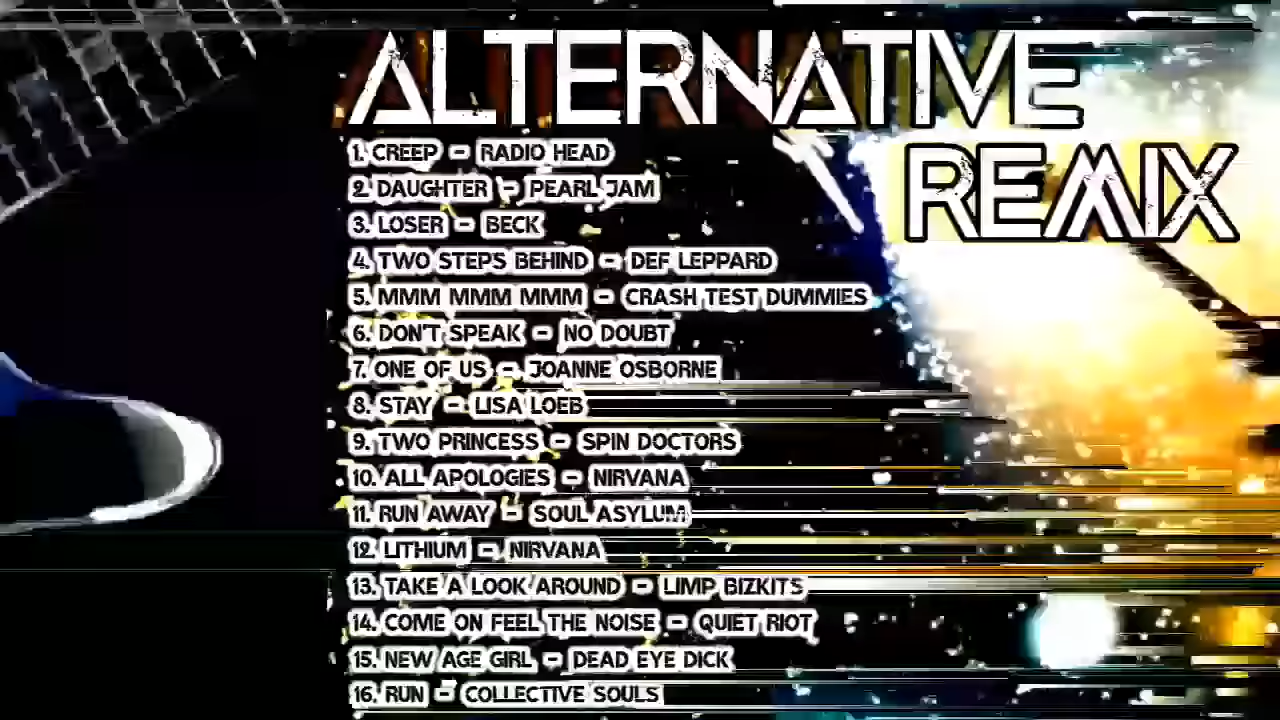 ALTERNATIVE
REMIX
1. CREEP - RADIO HEAD
2. DAUGHTER - PEARL JAM
3. LOSER - BECK
4. TWO STEPS BEHIND - DEF LEPPARD
5. MMM MMM MMM - CRASH TEST DUMMIES
6. DON'T SPEAK - NO DOUBT
7. ONE OF US - JOANNE OSBORNE
8. STAY - LISA LOEB
9. TWO PRINCESS - SPIN DOCTORS
10. ALL APOLOGIES - NIRVANA
11. RUN AWAY - SOUL ASYLUM
12. LITHIUM - NIRVANA
13. TAKE A LOOK AROUND - LIMP BIZKITS
14. COME ON FEEL THE NOISE - QUIET RIOT
15. NEW AGE GIRL - DEAD EYE DICK
16. RUN - COLLECTIVE SOULS